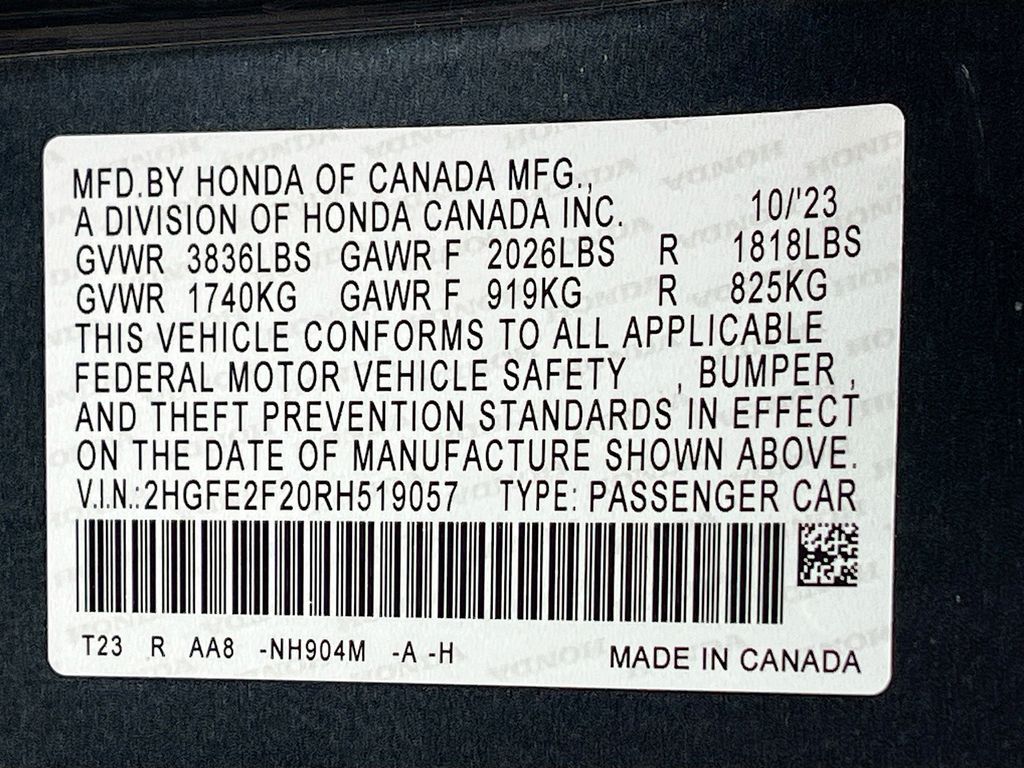 MFD.BY HONDA OF CANADA MFG.,
A DIVISION OF HONDA CANADA INC. 10/'23
GVWR 3836LBS GAWR F 2026LBS R 1818LBS
GVWR 1740KG GAWR F 919KG R 825KG
THIS VEHICLE CONFORMS TO ALL APPLICABLE
FEDERAL MOTOR VEHICLE SAFETY , BUMPER ,
AND THEFT PREVENTION STANDARDS IN EFFECT
ON THE DATE OF MANUFACTURE SHOWN ABOVE.
V.I.N.:2HGFE2F20RH519057 TYPE: PASSENGER CAR
T23 R AA8 -NH904M -A -H MADE IN CANADA